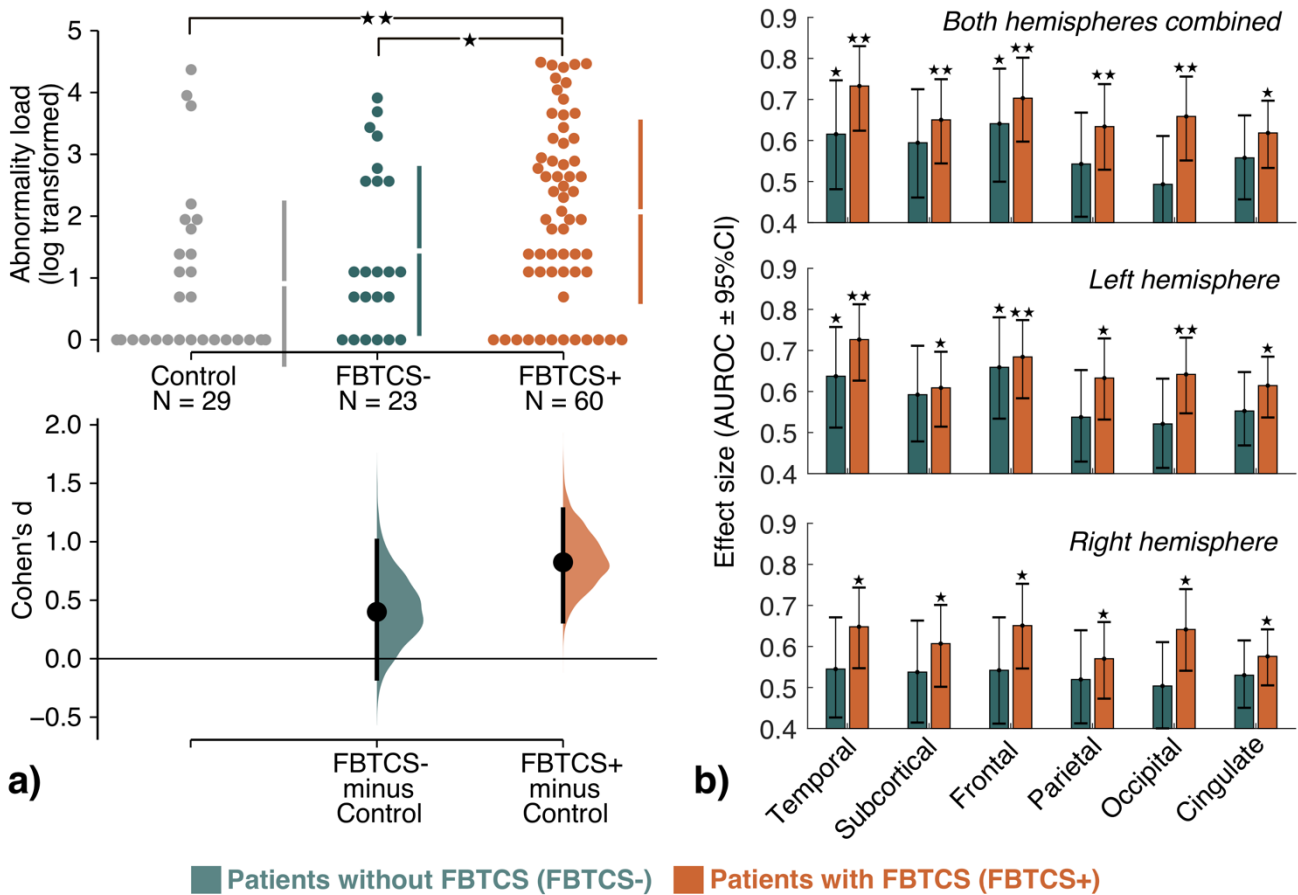 ★★
★
5
4
3
2
1
0
Abnormality load
(log transformed)
Control
N = 29
FBTCS-
N = 23
FBTCS+
N = 60
2.0
1.5
1.0
0.5
0.0
−0.5
Cohen's d
FBTCS-
minus
Control
FBTCS+
minus
Control
a)
Effect size (AUROC ± 95%CI)
Both hemispheres combined
0.9
0.8
0.7
0.6
0.5
0.4
★ ★★ ★★ ★ ★★ ★★ ★★ ★
Left hemisphere
0.9
0.8
0.7
0.6
0.5
0.4
★ ★★ ★ ★ ★★ ★ ★★ ★
Right hemisphere
0.9
0.8
0.7
0.6
0.5
0.4
★ ★ ★ ★ ★ ★
Temporal
Subcortical
Frontal
Parietal
Occipital
Cingulate
b)
Patients without FBTCS (FBTCS-)
Patients with FBTCS (FBTCS+)